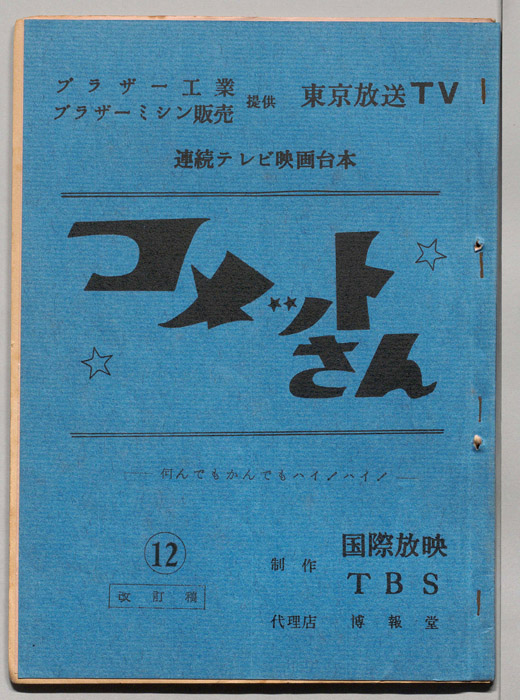 ブラザー工業
ブラザーミシン販売
提供
東京放送TV
連続テレビ映画台本
コメットさん
── 何んでもかんでもハイ!ハイ! ──
12
改訂稿
制作
国際放映
TBS
代理店 博報堂